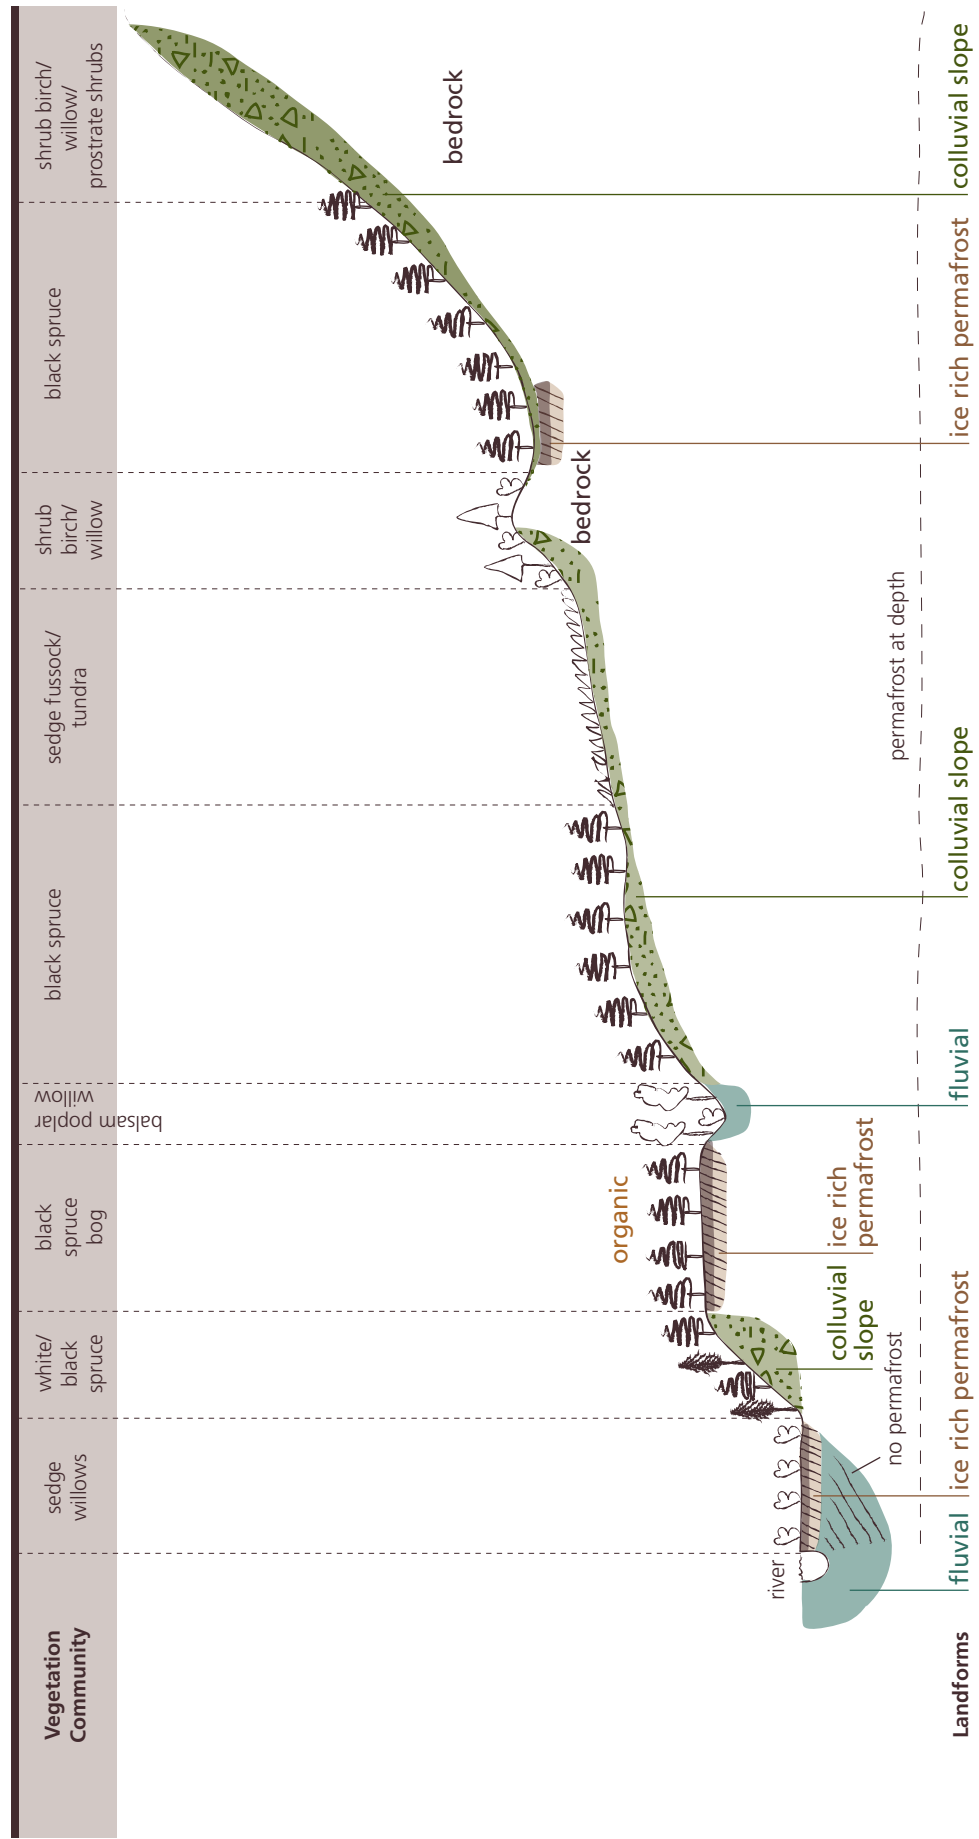 Vegetation
Community
sedge
willows
white/
black
spruce
black
spruce
bog
balsam poplar
willow
black spruce
sedge fussock/
tundra
shrub
birch/
willow
black spruce
shrub birch/
willow/
prostrate shrubs
river
organic
bedrock
bedrock
no permafrost
colluvial
slope
ice rich
permafrost
permafrost at depth
Landforms
fluvial
ice rich permafrost
fluvial
colluvial slope
ice rich permafrost
colluvial slope